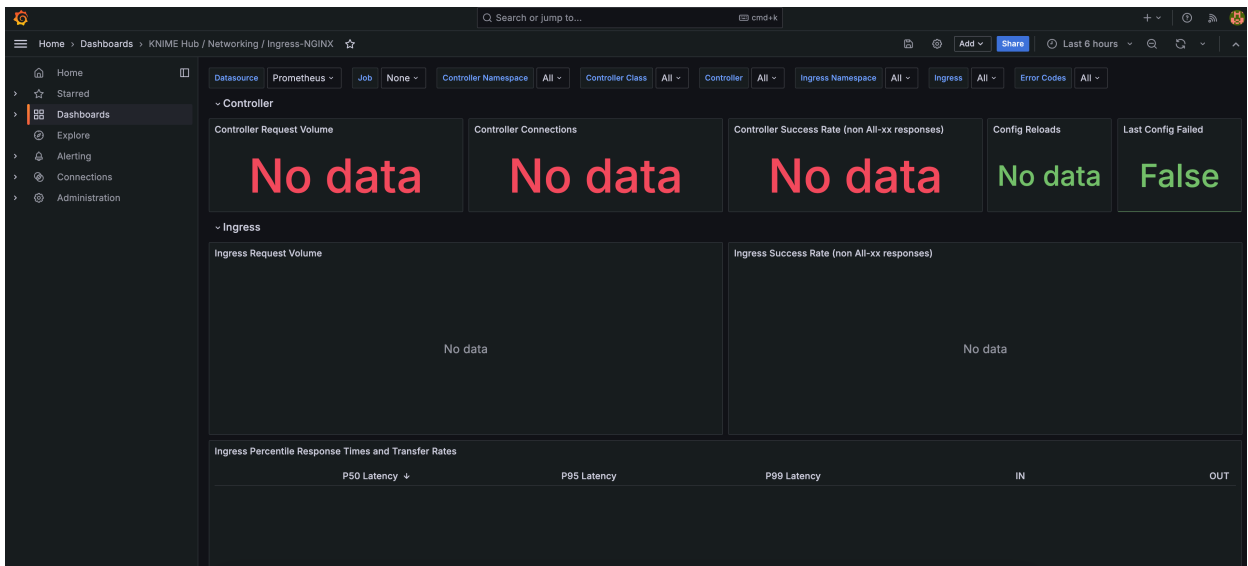 Search or jump to... cmd+k
Home › Dashboards › KNIME Hub / Networking / Ingress-NGINX Add Share Last 6 hours
Home
Starred
Dashboards
Explore
Alerting
Connections
Administration
Datasource Prometheus Job None Controller Namespace All Controller Class All Controller All Ingress Namespace All Ingress All Error Codes All
Controller
Controller Request Volume
No data
Controller Connections
No data
Controller Success Rate (non All-xx responses)
No data
Config Reloads
No data
Last Config Failed
False
Ingress
Ingress Request Volume
No data
Ingress Success Rate (non All-xx responses)
No data
Ingress Percentile Response Times and Transfer Rates
P50 Latency ↓ P95 Latency P99 Latency IN OUT